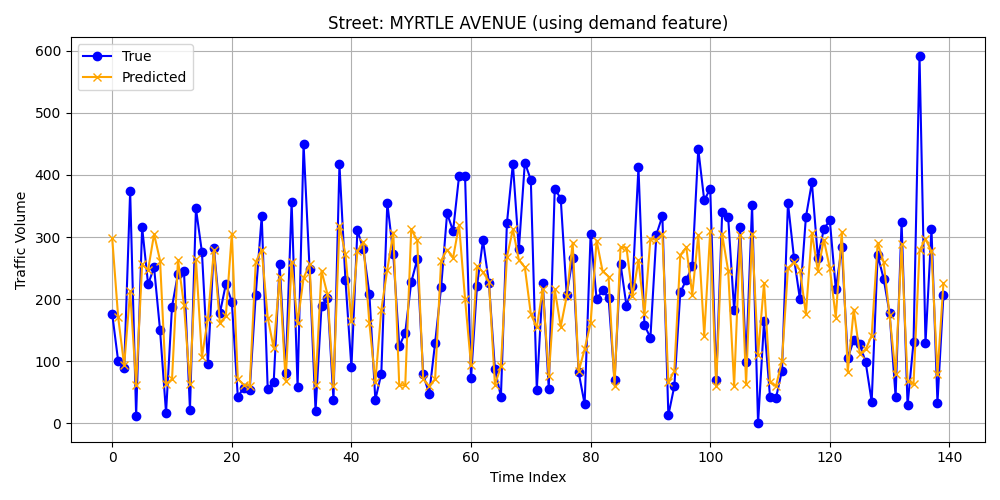 Street: MYRTLE AVENUE (using demand feature)
True
Predicted
Traffic Volume
600
500
400
300
200
100
0
0 20 40 60 80 100 120 140
Time Index